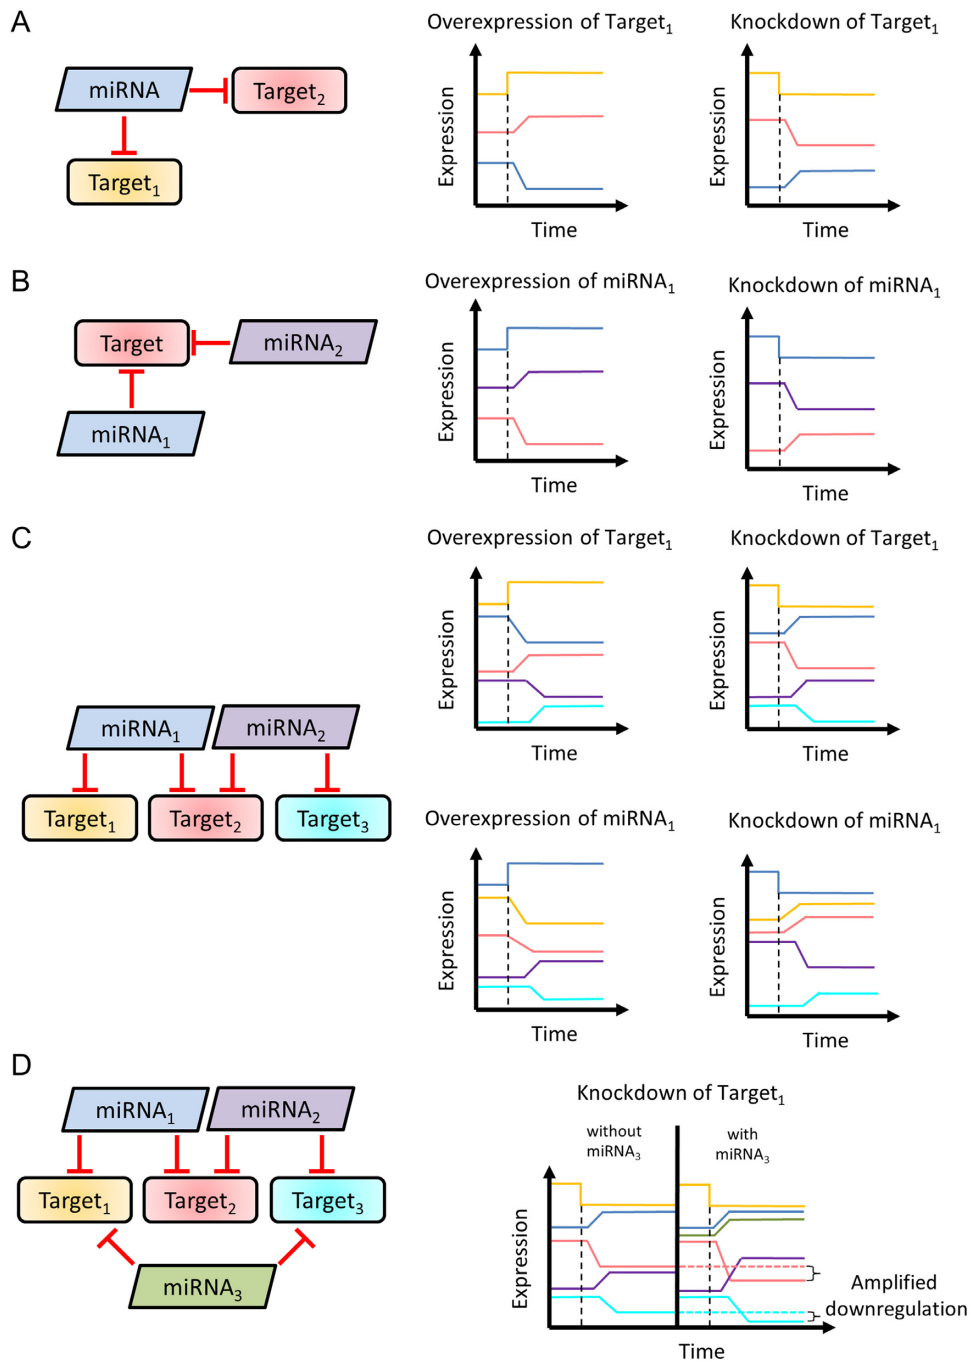 A
miRNA
Target₂
Target₁
Overexpression of Target₁
Expression
Time
Knockdown of Target₁
Expression
Time
B
Target
miRNA₂
miRNA₁
Overexpression of miRNA₁
Expression
Time
Knockdown of miRNA₁
Expression
Time
C
miRNA₁
miRNA₂
Target₁
Target₂
Target₃
Overexpression of Target₁
Expression
Time
Knockdown of Target₁
Expression
Time
Overexpression of miRNA₁
Expression
Time
Knockdown of miRNA₁
Expression
Time
D
miRNA₁
miRNA₂
Target₁
Target₂
Target₃
miRNA₃
Knockdown of Target₁
without
miRNA₃
with
miRNA₃
Expression
Time
Amplified
downregulation